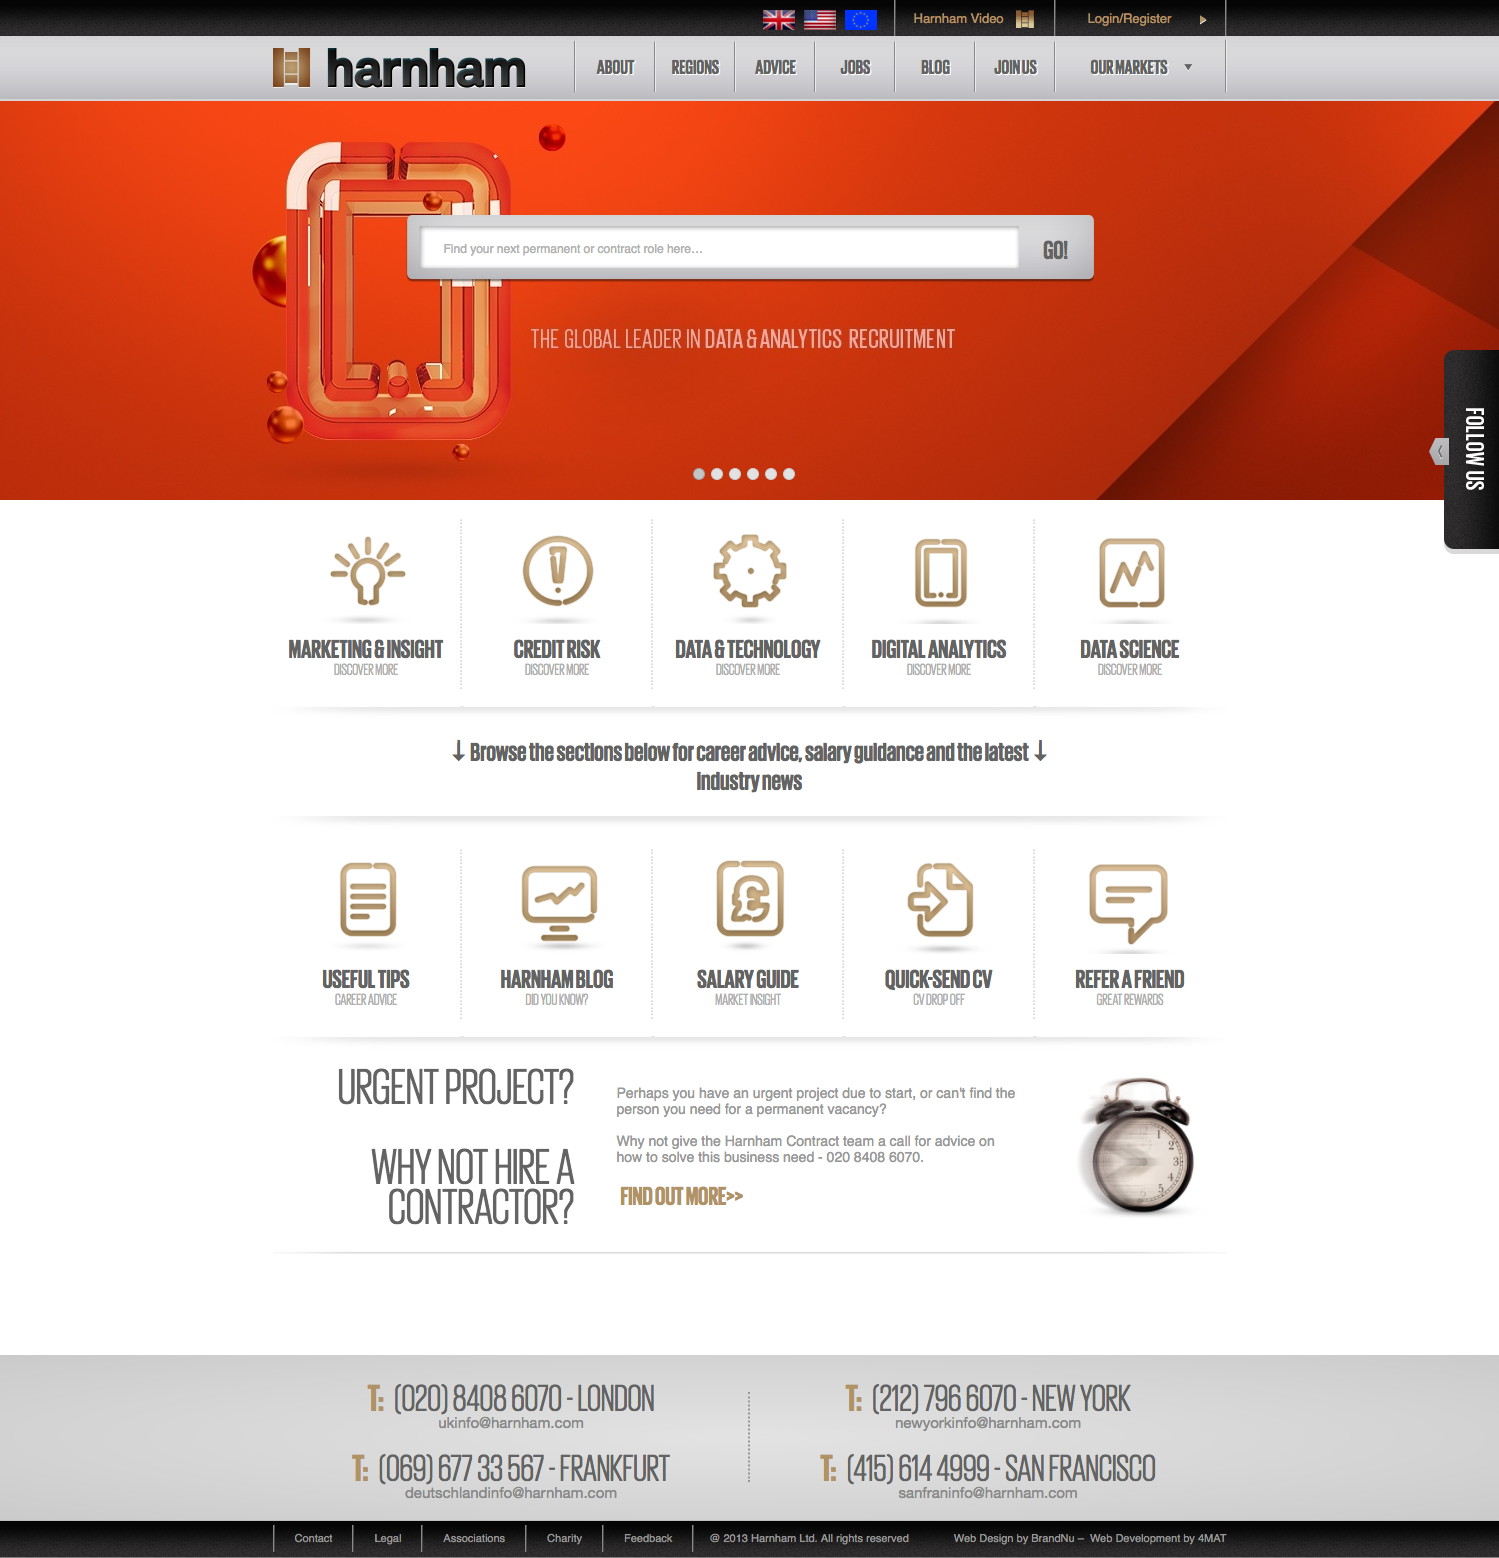 Harnham Video
Login/Register
harnham
ABOUT
REGIONS
ADVICE
JOBS
BLOG
JOIN US
OUR MARKETS
Find your next permanent or contract role here...
GO!
THE GLOBAL LEADER IN DATA & ANALYTICS RECRUITMENT
FOLLOW US
MARKETING & INSIGHT
DISCOVER MORE
CREDIT RISK
DISCOVER MORE
DATA & TECHNOLOGY
DISCOVER MORE
DIGITAL ANALYTICS
DISCOVER MORE
DATA SCIENCE
DISCOVER MORE
↓ Browse the sections below for career advice, salary guidance and the latest ↓
industry news
USEFUL TIPS
CAREER ADVICE
HARNHAM BLOG
DID YOU KNOW?
£
SALARY GUIDE
MARKET INSIGHT
QUICK-SEND CV
CV DROP OFF
REFER A FRIEND
GREAT REWARDS
URGENT PROJECT?
WHY NOT HIRE A
CONTRACTOR?
Perhaps you have an urgent project due to start, or can't find the
person you need for a permanent vacancy?
Why not give the Harnham Contract team a call for advice on
how to solve this business need - 020 8408 6070.
FIND OUT MORE>>
1
2
3
4
5
6
T: (020) 8408 6070 - LONDON
ukinfo@harnham.com
T: (212) 796 6070 - NEW YORK
newyorkinfo@harnham.com
T: (069) 677 33 567 - FRANKFURT
deutschlandinfo@harnham.com
T: (415) 614 4999 - SAN FRANCISCO
sanfraninfo@harnham.com
Contact
Legal
Associations
Charity
Feedback
@ 2013 Harnham Ltd. All rights reserved
Web Design by BrandNu – Web Development by 4MAT